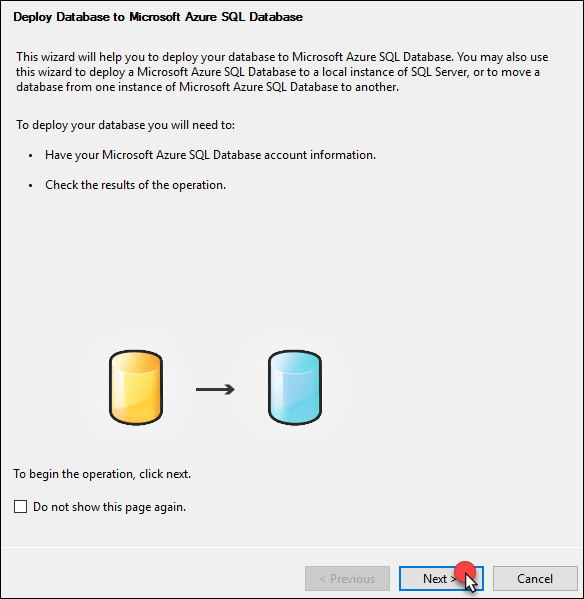 Deploy Database to Microsoft Azure SQL Database
This wizard will help you to deploy your database to Microsoft Azure SQL Database. You may also use
this wizard to deploy a Microsoft Azure SQL Database to a local instance of SQL Server, or to move a
database from one instance of Microsoft Azure SQL Database to another.
To deploy your database you will need to:
• Have your Microsoft Azure SQL Database account information.
• Check the results of the operation.
To begin the operation, click next.
Do not show this page again.
< Previous Next > Cancel